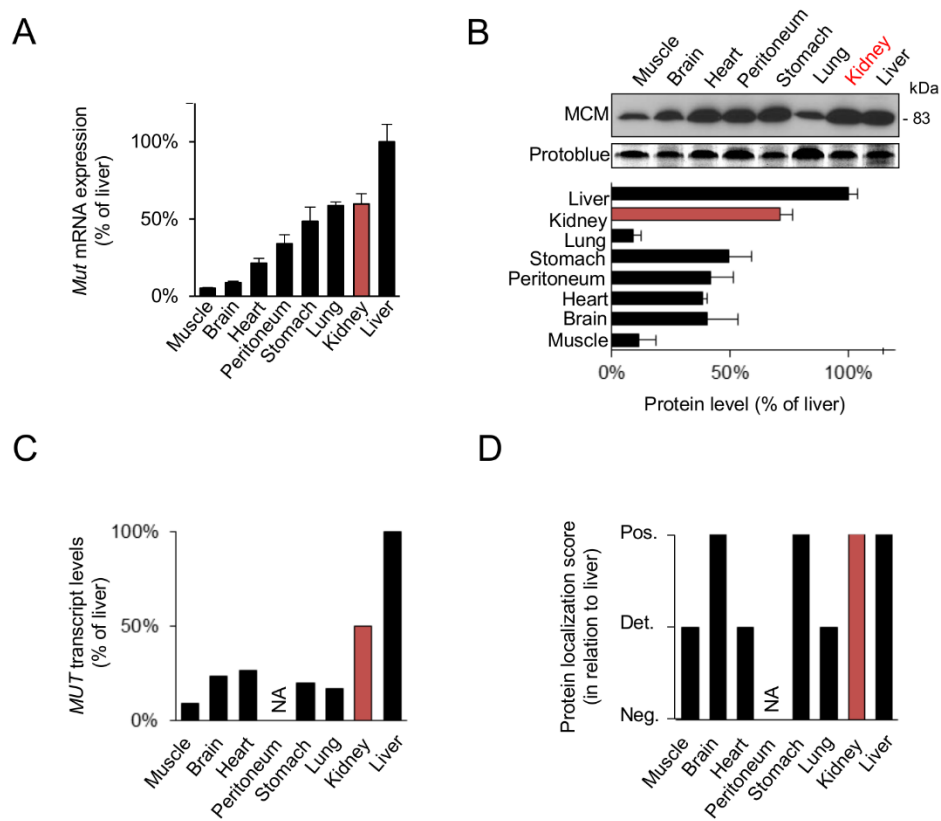 A
Mut mRNA expression
(% of liver)
100%
50%
0%
Muscle
Brain
Heart
Peritoneum
Stomach
Lung
Kidney
Liver
B
Muscle
Brain
Heart
Peritoneum
Stomach
Lung
Kidney
Liver
kDa
MCM
- 83
Protoblue
Liver
Kidney
Lung
Stomach
Peritoneum
Heart
Brain
Muscle
0%
50%
100%
Protein level (% of liver)
C
MUT transcript levels
(% of liver)
100%
50%
0%
NA
Muscle
Brain
Heart
Peritoneum
Stomach
Lung
Kidney
Liver
D
Protein localization score
(in relation to liver)
Pos.
Det.
Neg.
NA
Muscle
Brain
Heart
Peritoneum
Stomach
Lung
Kidney
Liver